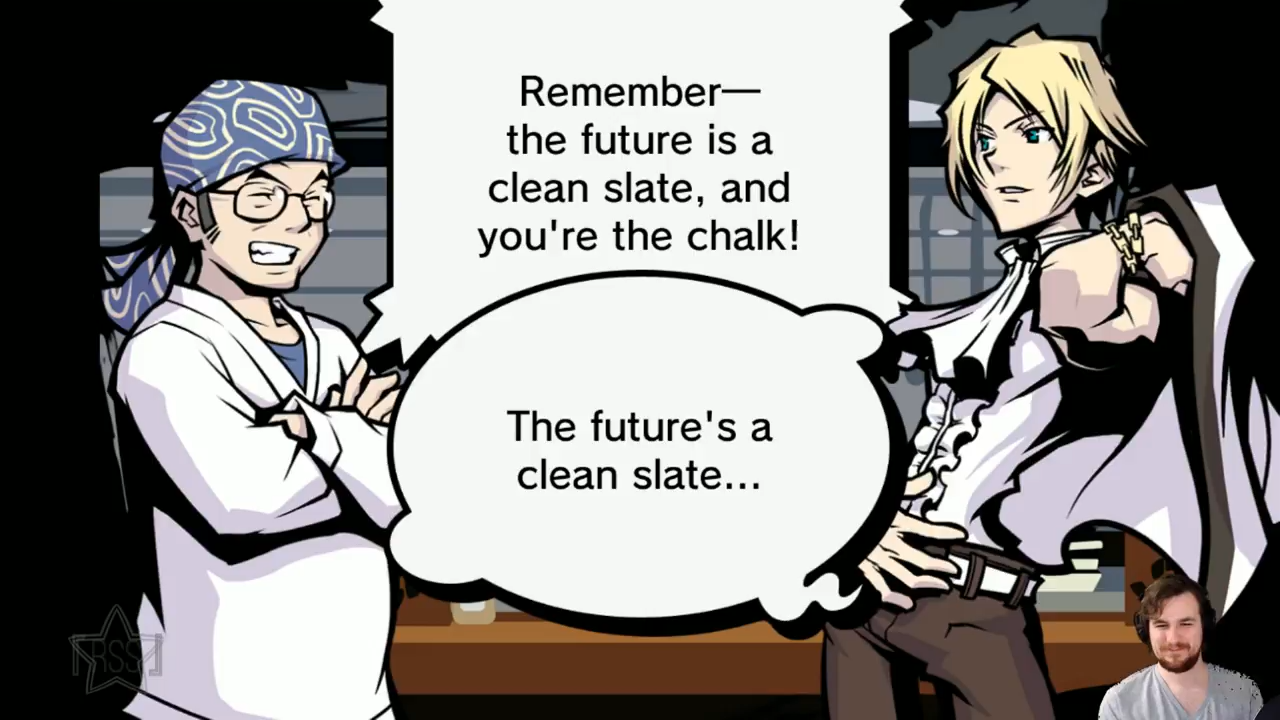 Remember—
the future is a
clean slate, and
you're the chalk!
The future's a
clean slate...
RSS